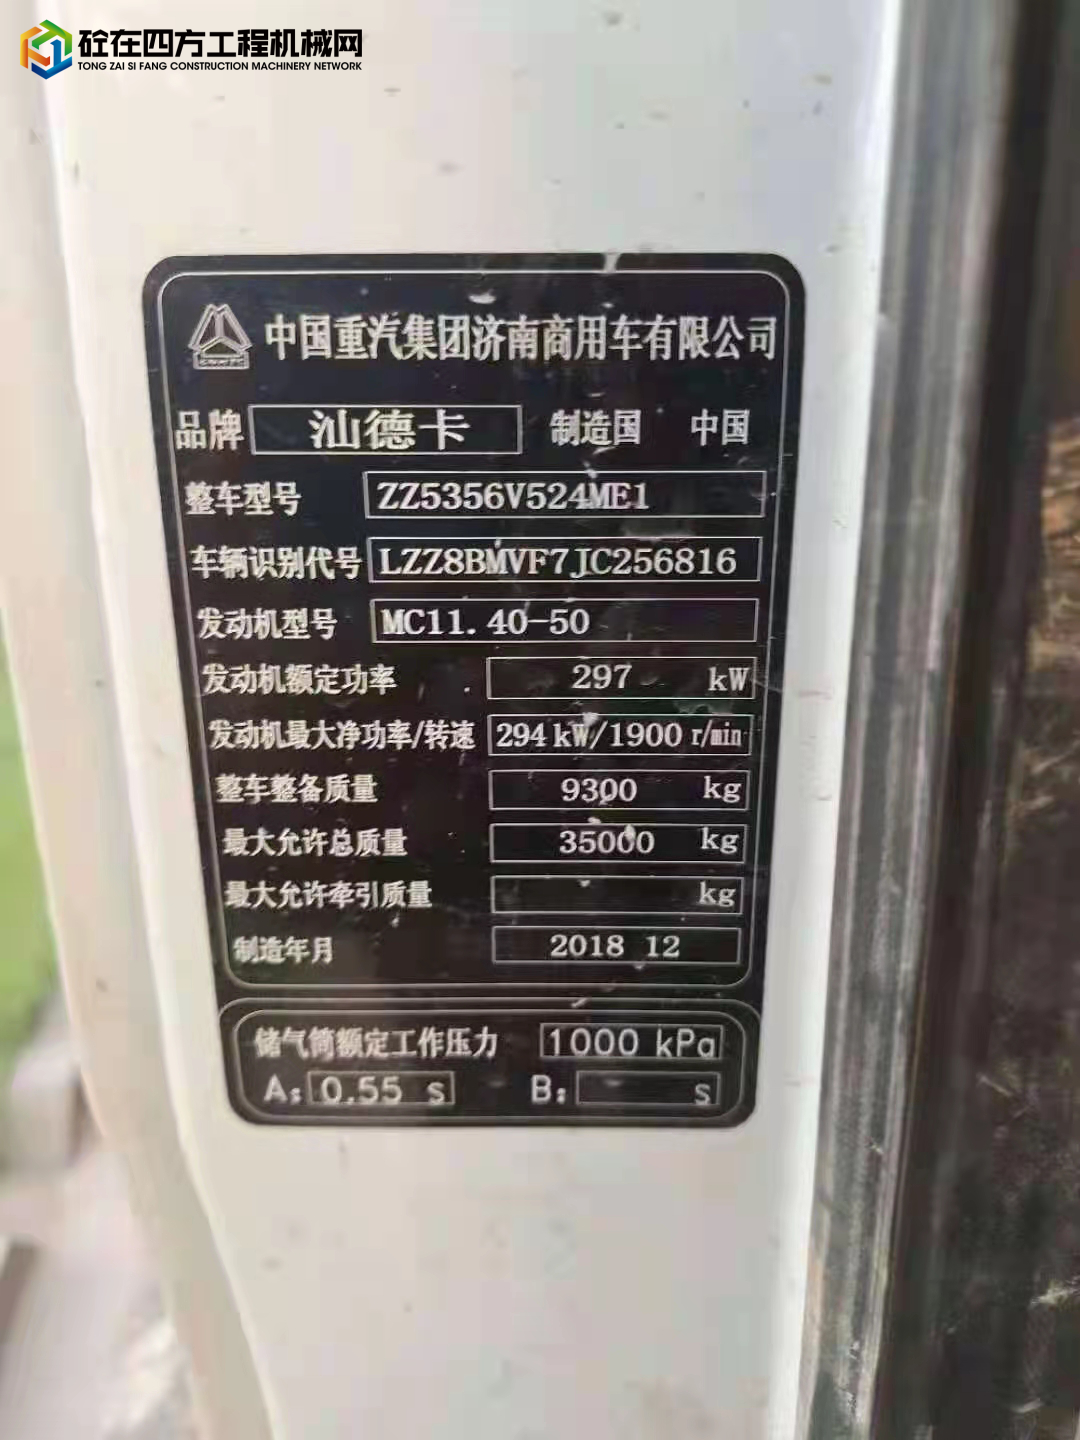 砼在四方工程机械网
TONG ZAI SI FANG CONSTRUCTION MACHINERY NETWORK
中国重汽集团济南商用车有限公司
品牌 汕德卡 制造国 中国
整车型号 ZZ5356V524ME1
车辆识别代号 LZZ8BMVF7JC256816
发动机型号 MC11.40-50
发动机额定功率 297 kW
发动机最大净功率/转速 294kW/1900 r/min
整车整备质量 9300 kg
最大允许总质量 35000 kg
最大允许牵引质量 kg
制造年月 2018 12
储气筒额定工作压力 1000 kPa
A: 0.55 s B: s